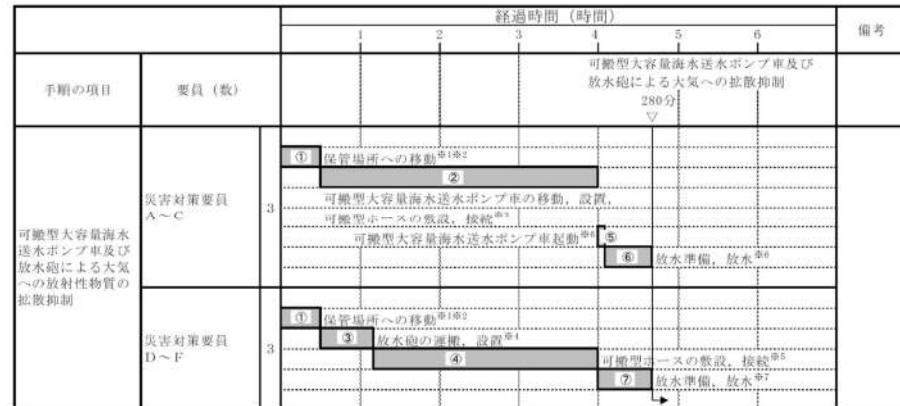 経過時間（時間）
備考
1 2 3 4 5 6
手順の項目
要員（数）
可搬型大容量海水送水ポンプ車及び
放水砲による大気への拡散抑制
280分
▽
可搬型大容量海水
送水ポンプ車及び
放水砲による大気
への放射性物質の
拡散抑制
災害対策要員
A～C
3
① 保管場所への移動※1※2
②
可搬型大容量海水送水ポンプ車の移動，設置，
可搬型ホースの敷設，接続※3
可搬型大容量海水送水ポンプ車起動※6 ⑤
⑥ 放水準備，放水※6
災害対策要員
D～F
3
① 保管場所への移動※1※2
③ 放水砲の運搬，設置※4
④ 可搬型ホースの敷設，接続※5
⑦ 放水準備，放水※7